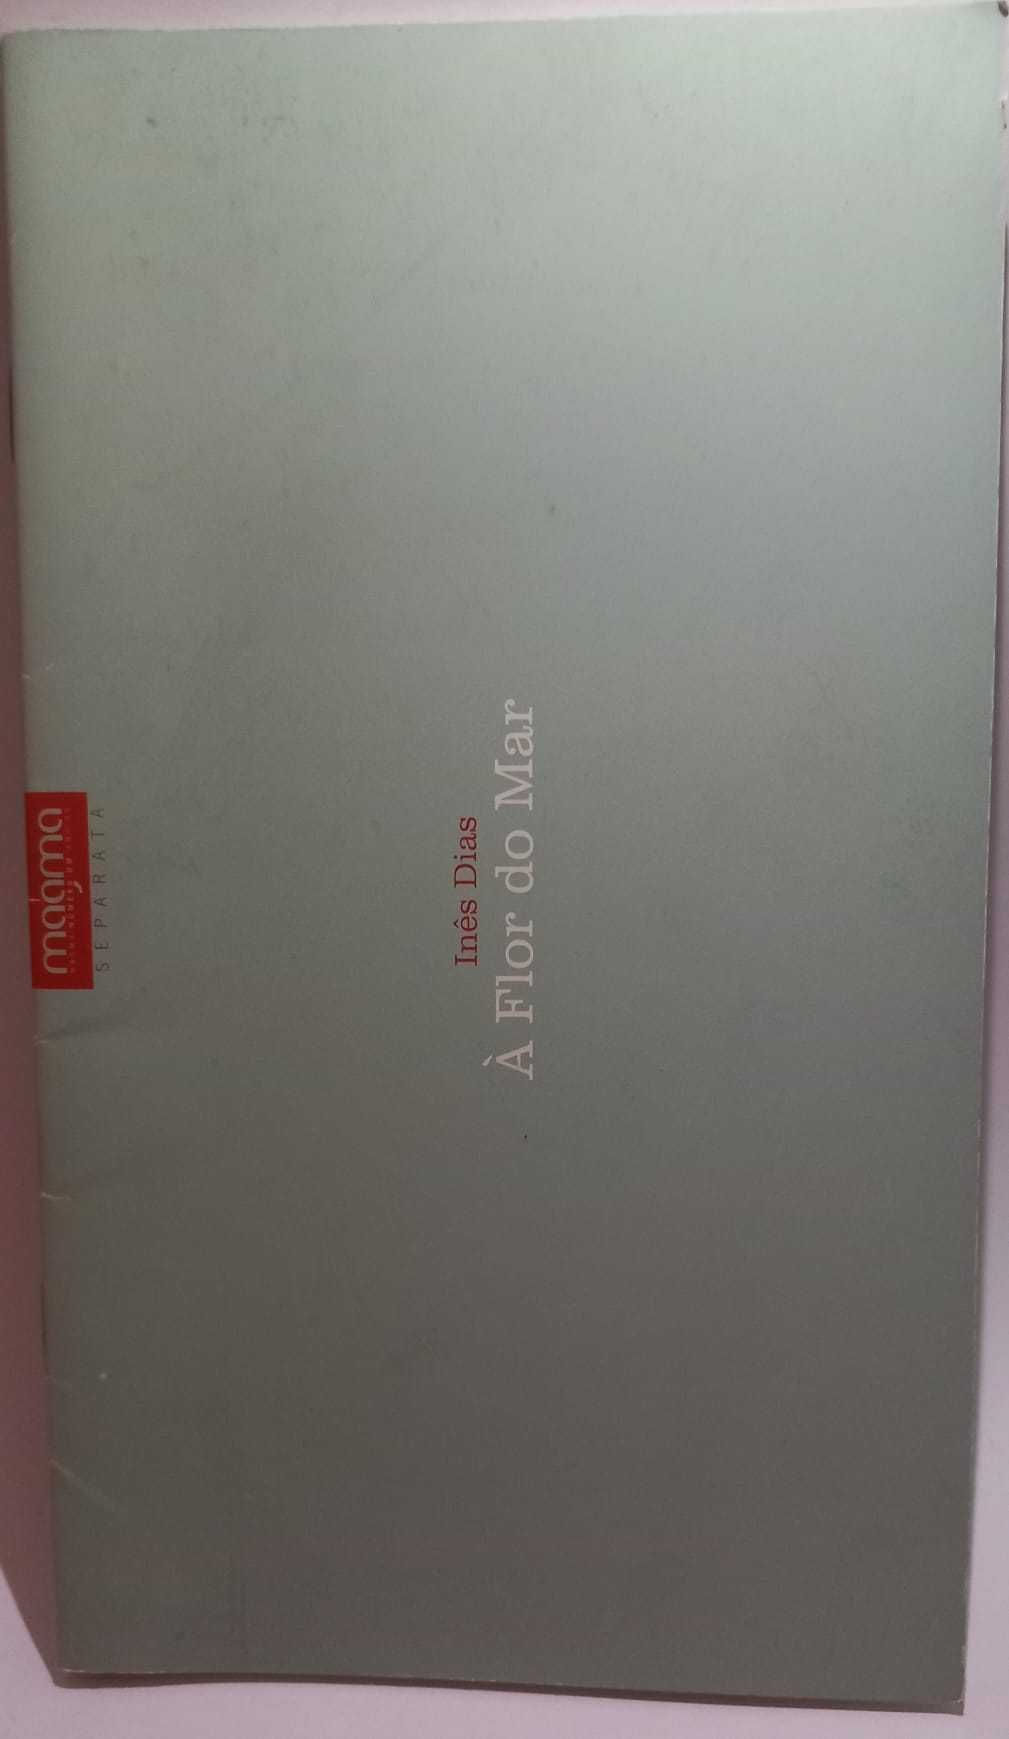 magma
SEPARATA
Inês Dias
À Flor do Mar